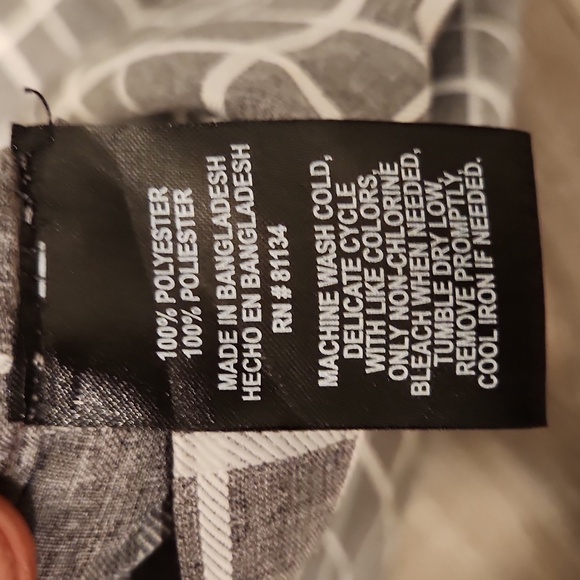 100% POLYESTER
100% POLIESTER
MADE IN BANGLADESH
HECHO EN BANGLADESH
RN # 81134
MACHINE WASH COLD,
DELICATE CYCLE
WITH LIKE COLORS,
ONLY NON-CHLORINE
BLEACH WHEN NEEDED,
TUMBLE DRY LOW,
REMOVE PROMPTLY,
COOL IRON IF NEEDED.